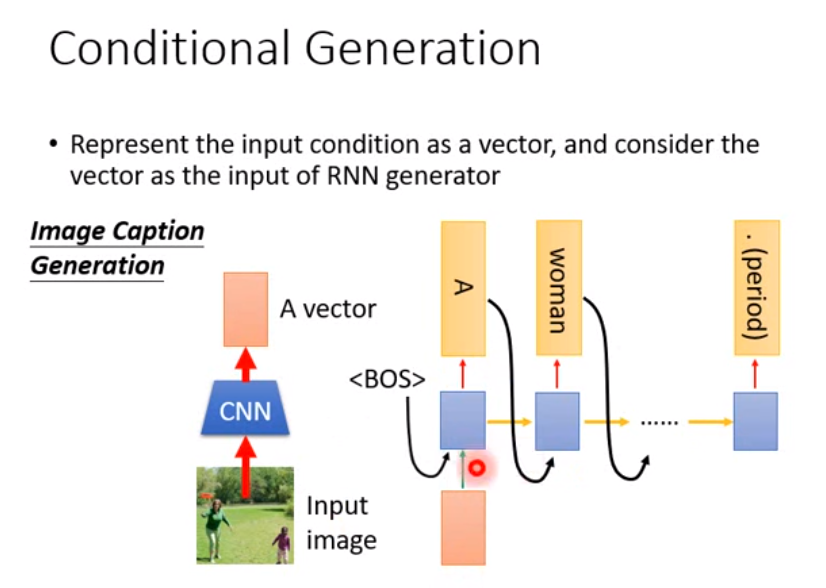 Conditional Generation
• Represent the input condition as a vector, and consider the
vector as the input of RNN generator
Image Caption
Generation
A vector
CNN
Input
image
<BOS>
A
woman
. (period)
......